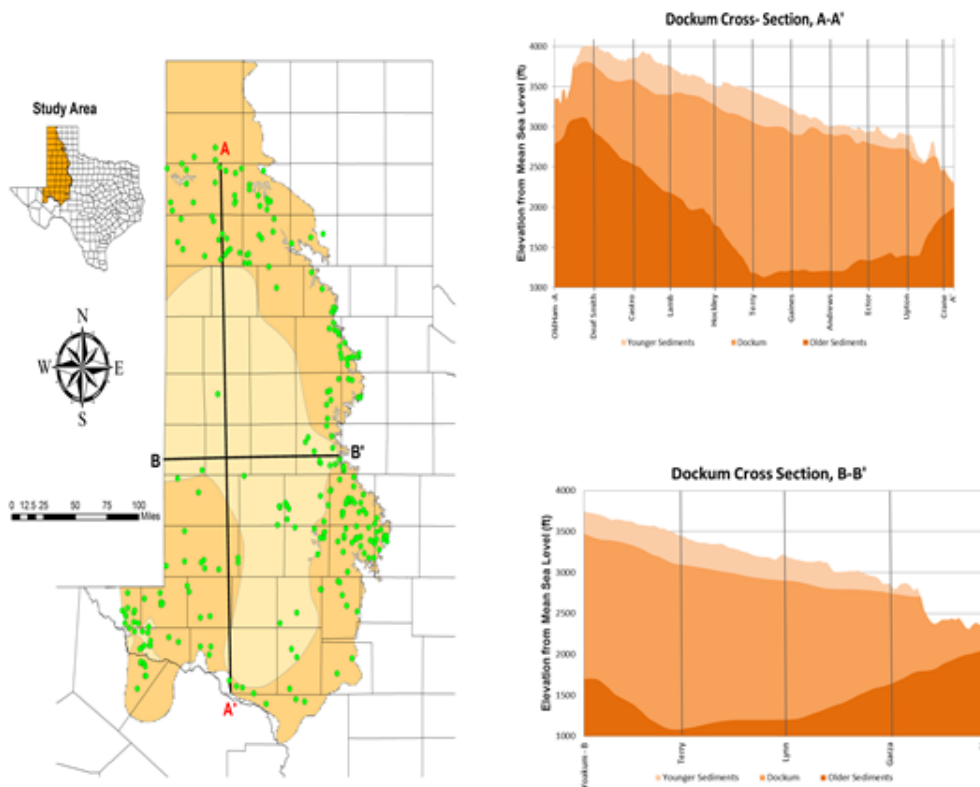 Study Area
N
W E
S
0 12.5 25 50 75 100
Miles
A
B
B'
A'
Dockum Cross- Section, A-A'
Elevation from Mean Sea Level (ft)
4000
3500
3000
2500
2000
1500
1000
OldHam -A
Deaf Smith
Castro
Lamb
Hockley
Terry
Gaines
Andrews
Ector
Upton
Crane
A'
Younger Sediments Dockum Older Sediments
Dockum Cross Section, B-B'
Elevation from Mean Sea Level (ft)
4000
3500
3000
2500
2000
1500
1000
Yoakum - B
Terry
Lynn
Garza
Younger Sediments Dockum Older Sediments